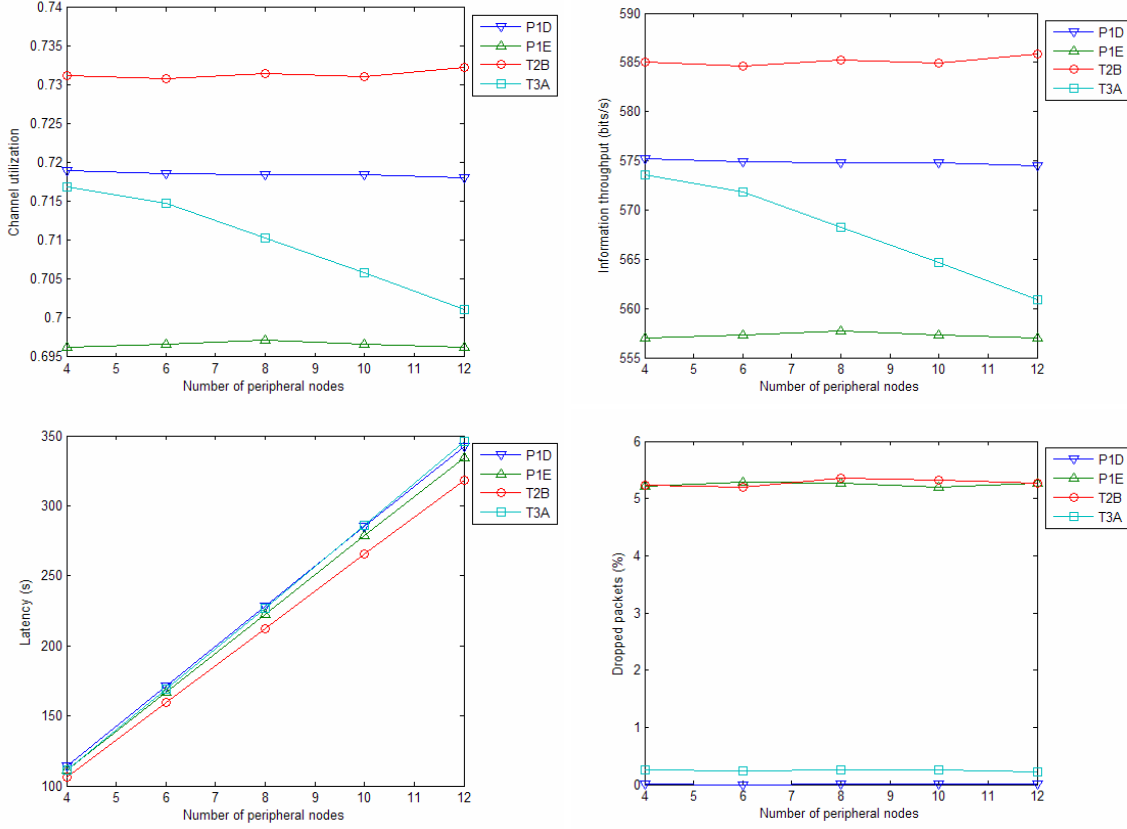 0.74
0.735
0.73
0.725
0.72
0.715
0.71
0.705
0.7
0.695
Channel utilization
4 5 6 7 8 9 10 11 12
Number of peripheral nodes
P1D
P1E
T2B
T3A
590
585
580
575
570
565
560
555
Information throughput (bits/s)
4 5 6 7 8 9 10 11 12
Number of peripheral nodes
P1D
P1E
T2B
T3A
350
300
250
200
150
100
Latency (s)
4 5 6 7 8 9 10 11 12
Number of peripheral nodes
P1D
P1E
T2B
T3A
6
5
4
3
2
1
0
Dropped packets (%)
4 5 6 7 8 9 10 11 12
Number of peripheral nodes
P1D
P1E
T2B
T3A